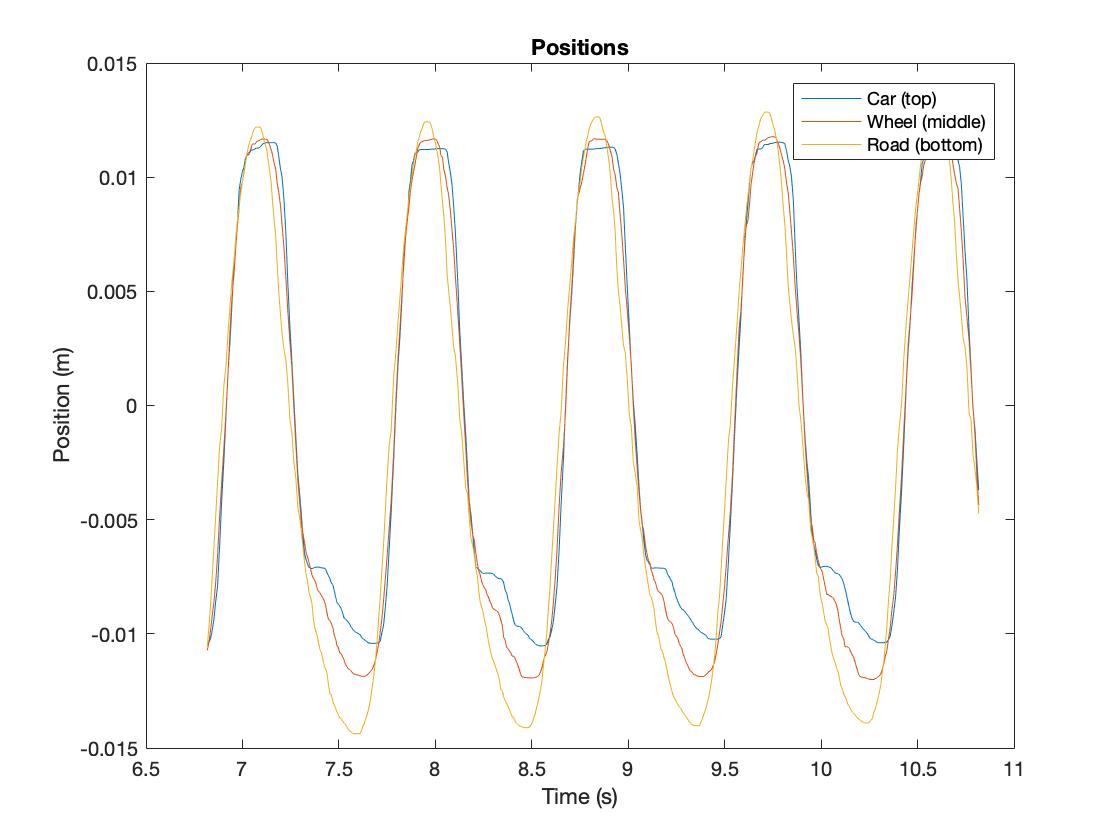 Positions
0.015
0.01
0.005
0
-0.005
-0.01
-0.015
Position (m)
Car (top)
Wheel (middle)
Road (bottom)
6.5 7 7.5 8 8.5 9 9.5 10 10.5 11
Time (s)